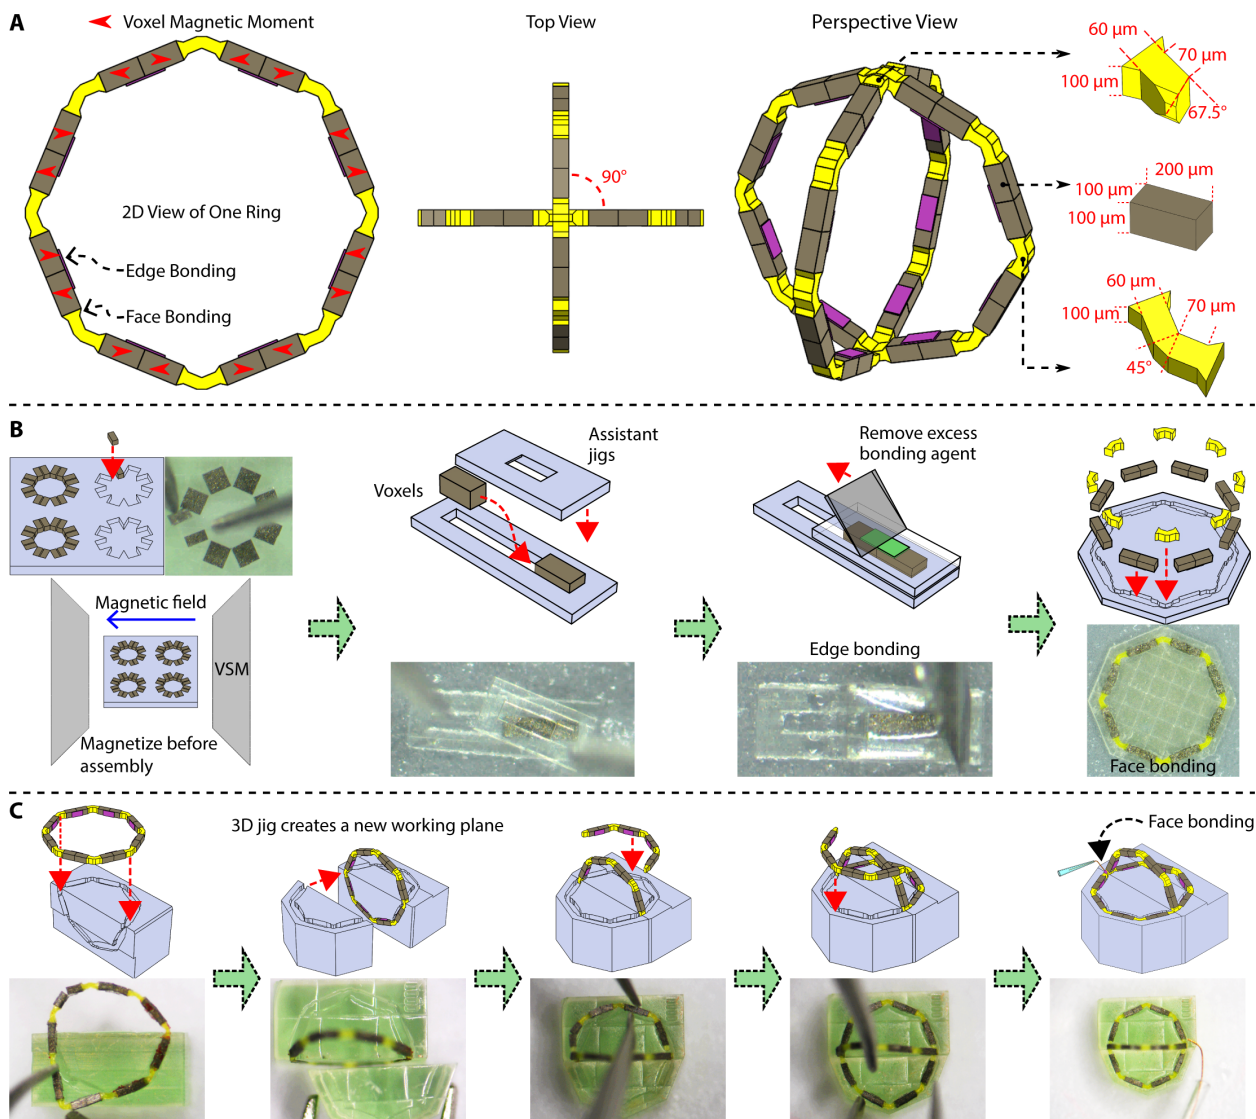 A
Voxel Magnetic Moment
Top View
Perspective View
60 µm
70 µm
100 µm
67.5°
2D View of One Ring
90°
200 µm
100 µm
100 µm
Edge Bonding
Face Bonding
60 µm
100 µm
70 µm
45°
B
Assistant
jigs
Voxels
Remove excess
bonding agent
Magnetic field
VSM
Magnetize before
assembly
Edge bonding
Face bonding
C
3D jig creates a new working plane
Face bonding